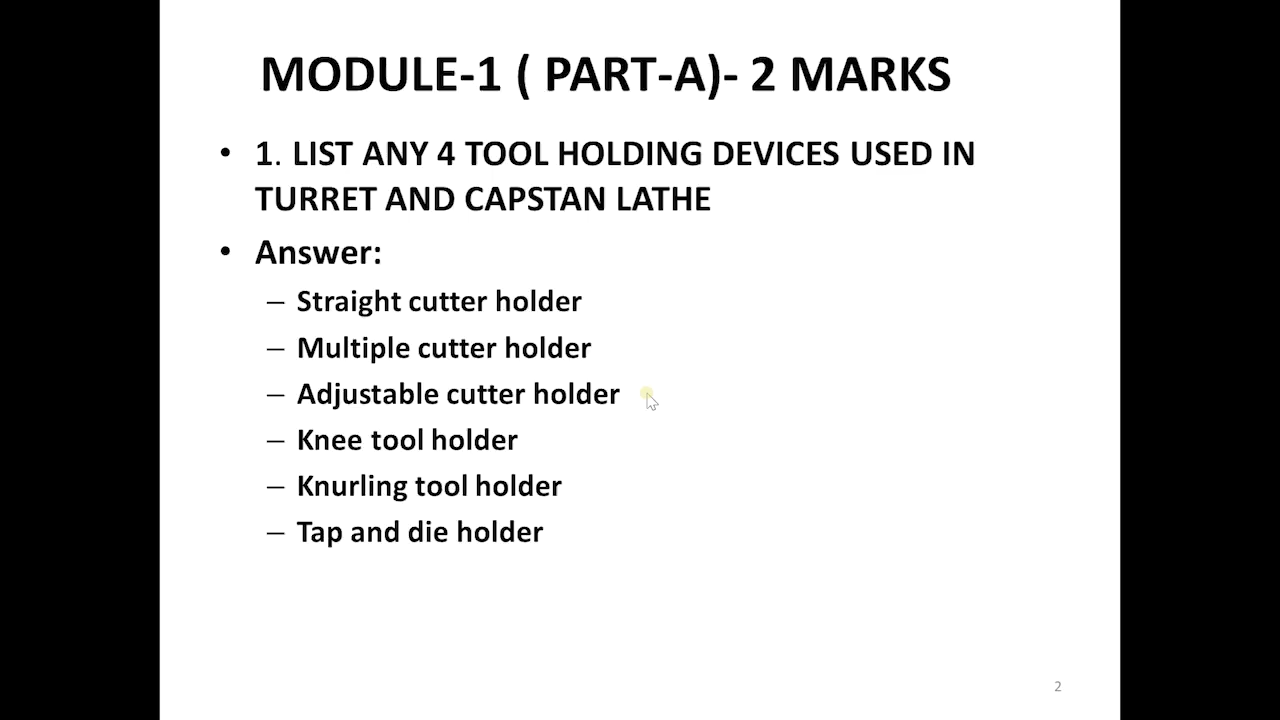 MODULE-1 ( PART-A)- 2 MARKS
• 1. LIST ANY 4 TOOL HOLDING DEVICES USED IN
TURRET AND CAPSTAN LATHE
• Answer:
– Straight cutter holder
– Multiple cutter holder
– Adjustable cutter holder
– Knee tool holder
– Knurling tool holder
– Tap and die holder
2